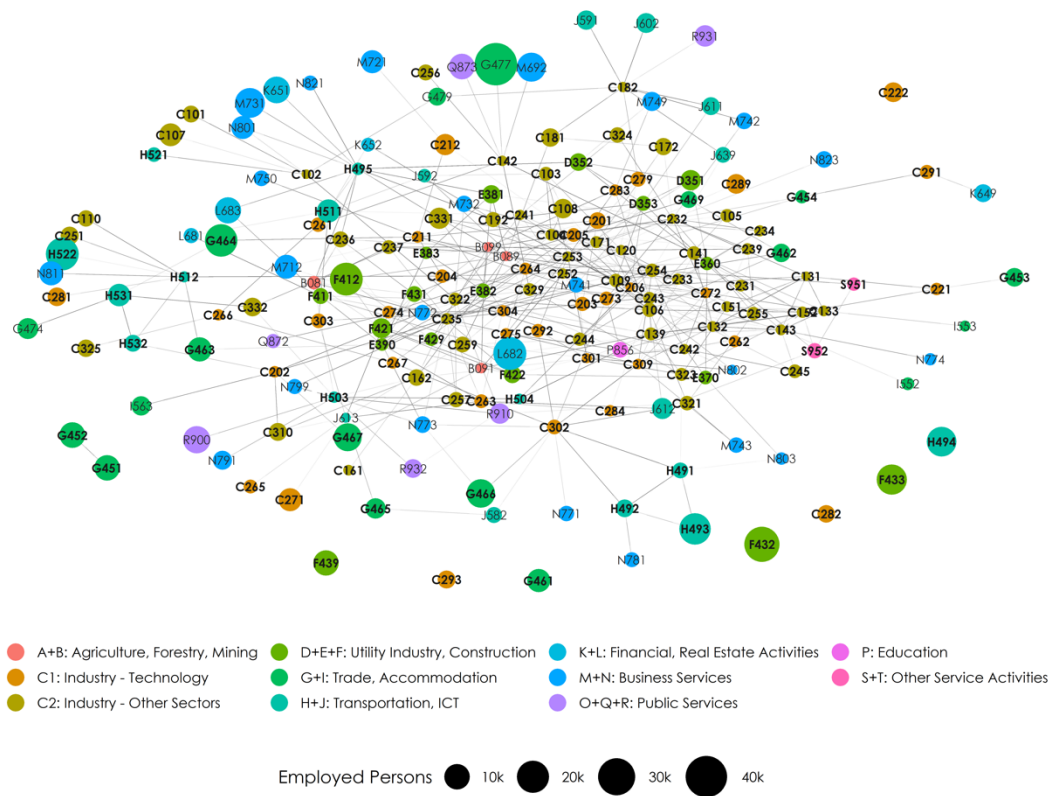 J591
J602
R931
M721
C256
Q873
G477
M692
G479
C182
M749
J611
M742
C222
N821
K651
M731
N801
C101
C107
H521
K652
C102
H495
J592
C212
C142
C181
C324
C172
J639
D352
C103
N823
C291
K649
M750
L683
H511
C261
C331
M732
E381
C192
C241
C108
C279
C283
C201
C205
D353
D351
G469
C289
C232
C105
G454
C110
C251
H522
N811
C281
L681
G464
C236
C237
C211
E383
B099
B089
C104
C171
C120
C141
C239
C234
G462
H512
M712
B081
F412
F411
C204
F431
C264
C253
C252
M741
C109
C206
C254
C233
E360
C231
C131
S951
C221
G453
H531
G474
C332
C266
C303
C274
N772
C322
E382
C329
C304
C203
C273
C243
C106
C272
C151
C255
C152
C133
I553
C325
H532
G463
Q872
F421
E390
F429
C235
C259
C275
C292
C244
C139
C132
C262
C143
S952
N774
L682
P856
C242
C202
N799
C267
C162
B091
F422
C301
C309
C323
E370
N802
C245
I552
I563
H503
C257
C263
R910
H504
C284
J612
C321
J613
N773
C302
G452
G451
R900
N791
C310
G467
C161
R932
M743
N803
H494
C265
C271
G465
G466
J582
N771
H491
H492
H493
F433
C282
F432
N781
F439
C293
G461
A+B: Agriculture, Forestry, Mining
D+E+F: Utility Industry, Construction
K+L: Financial, Real Estate Activities
P: Education
C1: Industry - Technology
G+I: Trade, Accommodation
M+N: Business Services
S+T: Other Service Activities
C2: Industry - Other Sectors
H+J: Transportation, ICT
O+Q+R: Public Services
Employed Persons 10k 20k 30k 40k